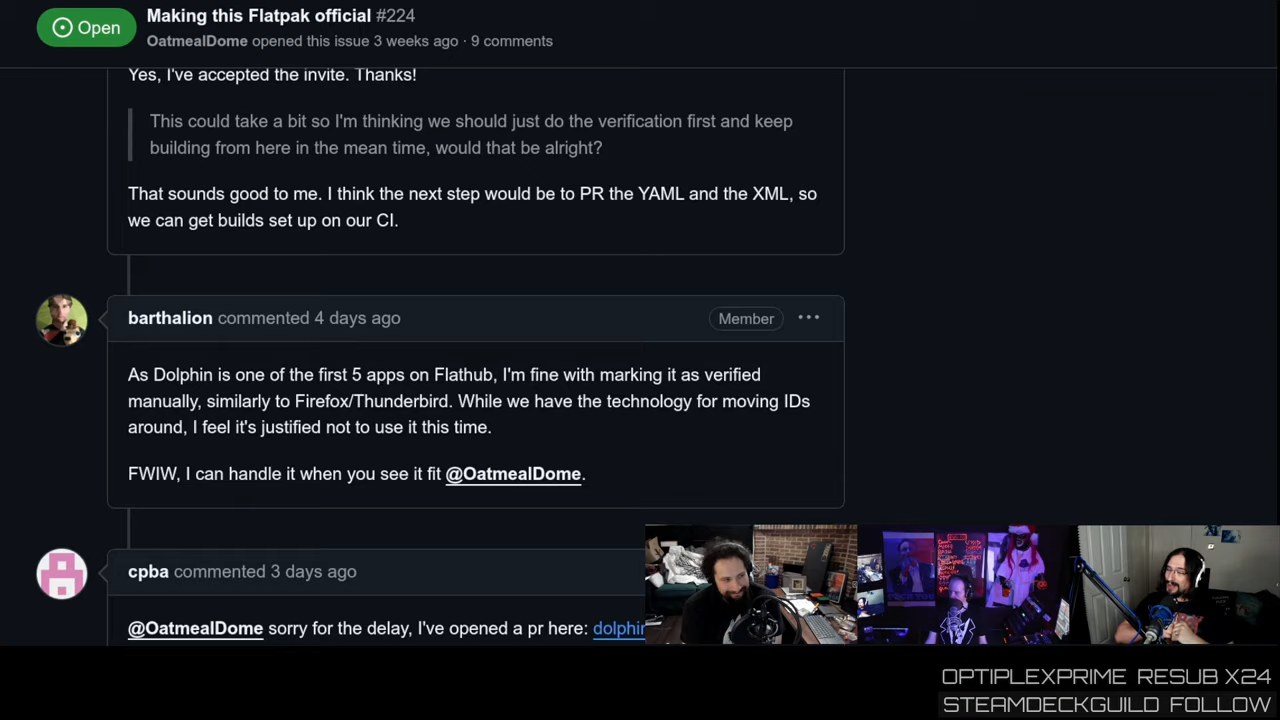 Open
Making this Flatpak official #224
OatmealDome opened this issue 3 weeks ago · 9 comments
Yes, I've accepted the invite. Thanks!
This could take a bit so I'm thinking we should just do the verification first and keep
building from here in the mean time, would that be alright?
That sounds good to me. I think the next step would be to PR the YAML and the XML, so
we can get builds set up on our CI.
barthalion commented 4 days ago
Member
As Dolphin is one of the first 5 apps on Flathub, I'm fine with marking it as verified
manually, similarly to Firefox/Thunderbird. While we have the technology for moving IDs
around, I feel it's justified not to use it this time.
FWIW, I can handle it when you see it fit @OatmealDome.
cpba commented 3 days ago
@OatmealDome sorry for the delay, I've opened a pr here: dolphin
OPTIPLEXPRIME RESUB X24
STEAMDECKGUILD FOLLOW